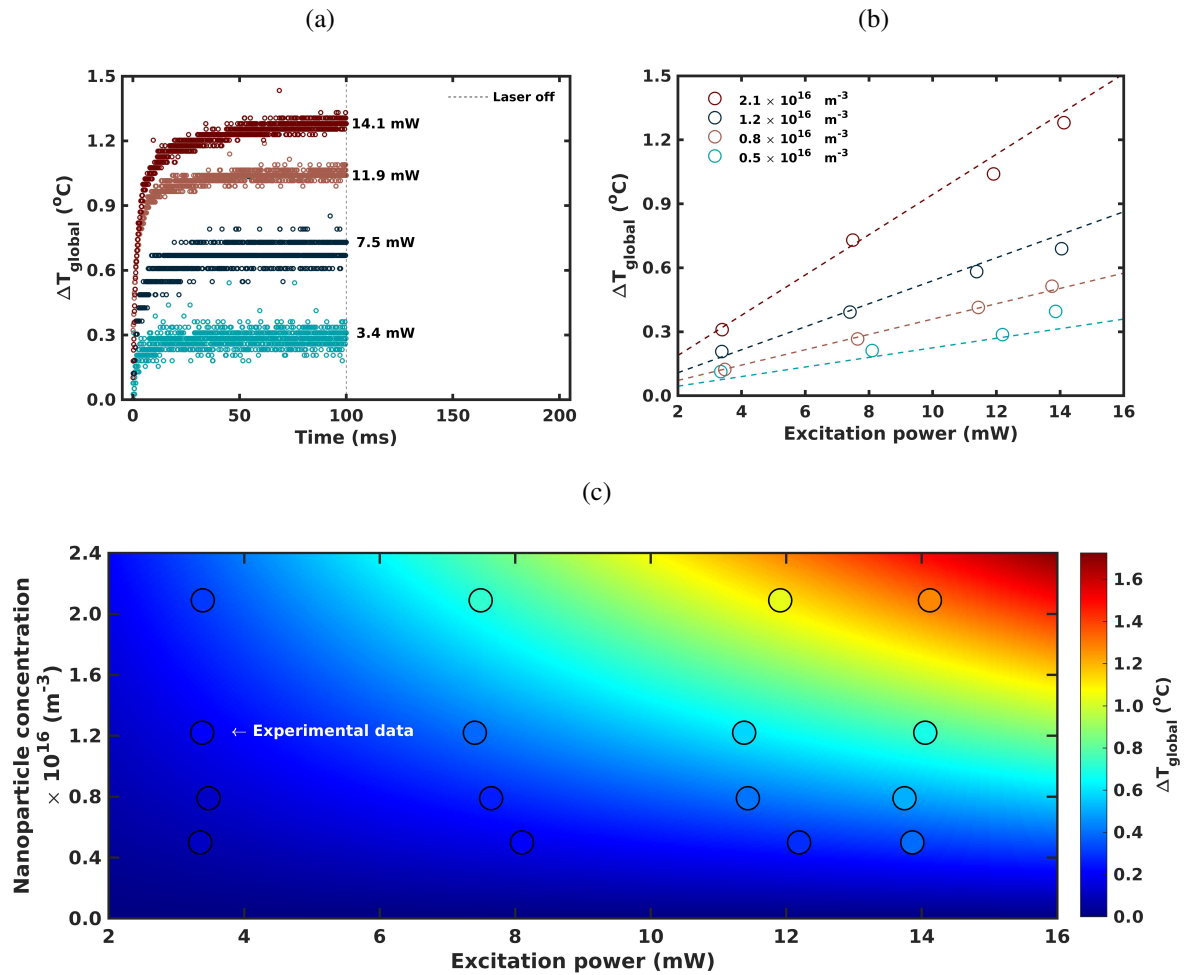 (a)
(b)
1.5
1.2
0.9
0.6
0.3
0.0
ΔT_global (°C)
Laser off
14.1 mW
11.9 mW
7.5 mW
3.4 mW
0 50 100 150 200
Time (ms)
1.5
1.2
0.9
0.6
0.3
0.0
ΔT_global (°C)
2.1 × 10^16 m^-3
1.2 × 10^16 m^-3
0.8 × 10^16 m^-3
0.5 × 10^16 m^-3
2 4 6 8 10 12 14 16
Excitation power (mW)
(c)
2.4
2.0
1.6
1.2
0.8
0.4
0.0
Nanoparticle concentration
× 10^16 (m^-3)
← Experimental data
2 4 6 8 10 12 14 16
Excitation power (mW)
1.6
1.4
1.2
1.0
0.8
0.6
0.4
0.2
0.0
ΔT_global (°C)